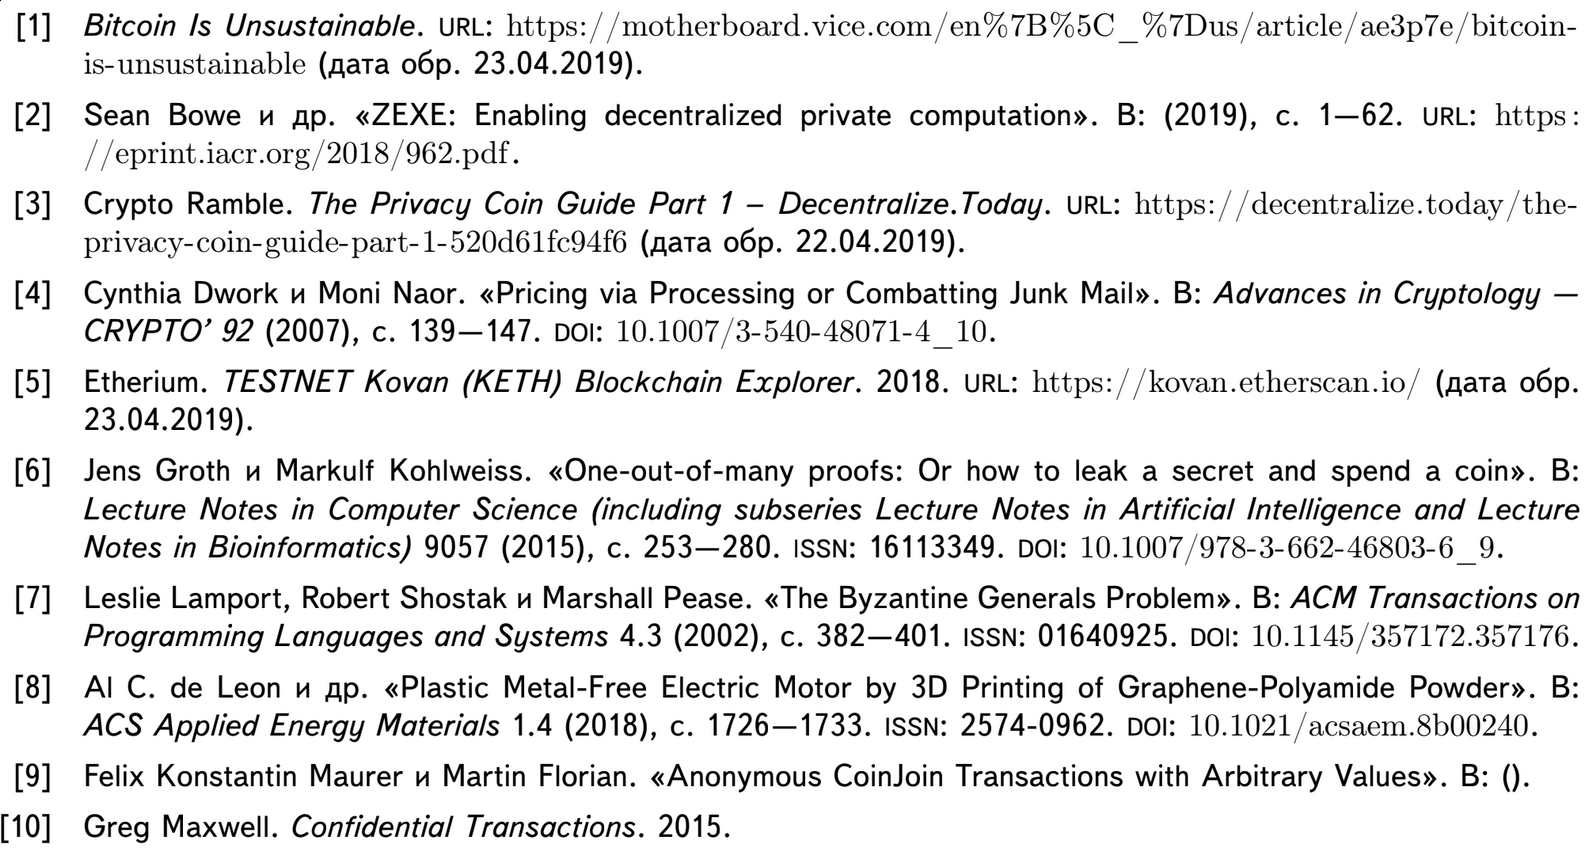 [1] Bitcoin Is Unsustainable. URL: https://motherboard.vice.com/en%7B%5C_%7Dus/article/ae3p7e/bitcoin-
is-unsustainable (дата обр. 23.04.2019).
[2] Sean Bowe и др. «ZEXE: Enabling decentralized private computation». В: (2019), с. 1—62. URL: https:
//eprint.iacr.org/2018/962.pdf.
[3] Crypto Ramble. The Privacy Coin Guide Part 1 – Decentralize.Today. URL: https://decentralize.today/the-
privacy-coin-guide-part-1-520d61fc94f6 (дата обр. 22.04.2019).
[4] Cynthia Dwork и Moni Naor. «Pricing via Processing or Combatting Junk Mail». В: Advances in Cryptology —
CRYPTO' 92 (2007), с. 139—147. DOI: 10.1007/3-540-48071-4_10.
[5] Etherium. TESTNET Kovan (KETH) Blockchain Explorer. 2018. URL: https://kovan.etherscan.io/ (дата обр.
23.04.2019).
[6] Jens Groth и Markulf Kohlweiss. «One-out-of-many proofs: Or how to leak a secret and spend a coin». В:
Lecture Notes in Computer Science (including subseries Lecture Notes in Artificial Intelligence and Lecture
Notes in Bioinformatics) 9057 (2015), с. 253—280. ISSN: 16113349. DOI: 10.1007/978-3-662-46803-6_9.
[7] Leslie Lamport, Robert Shostak и Marshall Pease. «The Byzantine Generals Problem». В: ACM Transactions on
Programming Languages and Systems 4.3 (2002), с. 382—401. ISSN: 01640925. DOI: 10.1145/357172.357176.
[8] Al C. de Leon и др. «Plastic Metal-Free Electric Motor by 3D Printing of Graphene-Polyamide Powder». В:
ACS Applied Energy Materials 1.4 (2018), с. 1726—1733. ISSN: 2574-0962. DOI: 10.1021/acsaem.8b00240.
[9] Felix Konstantin Maurer и Martin Florian. «Anonymous CoinJoin Transactions with Arbitrary Values». В: ().
[10] Greg Maxwell. Confidential Transactions. 2015.